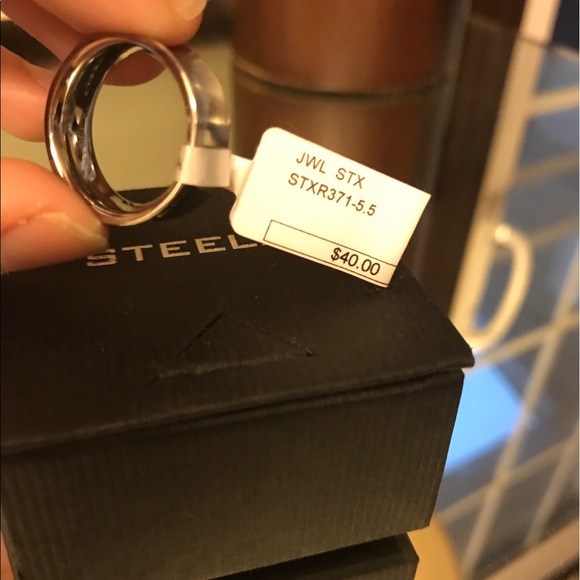 JWL STX
STXR371-5.5
$40.00
STEEL